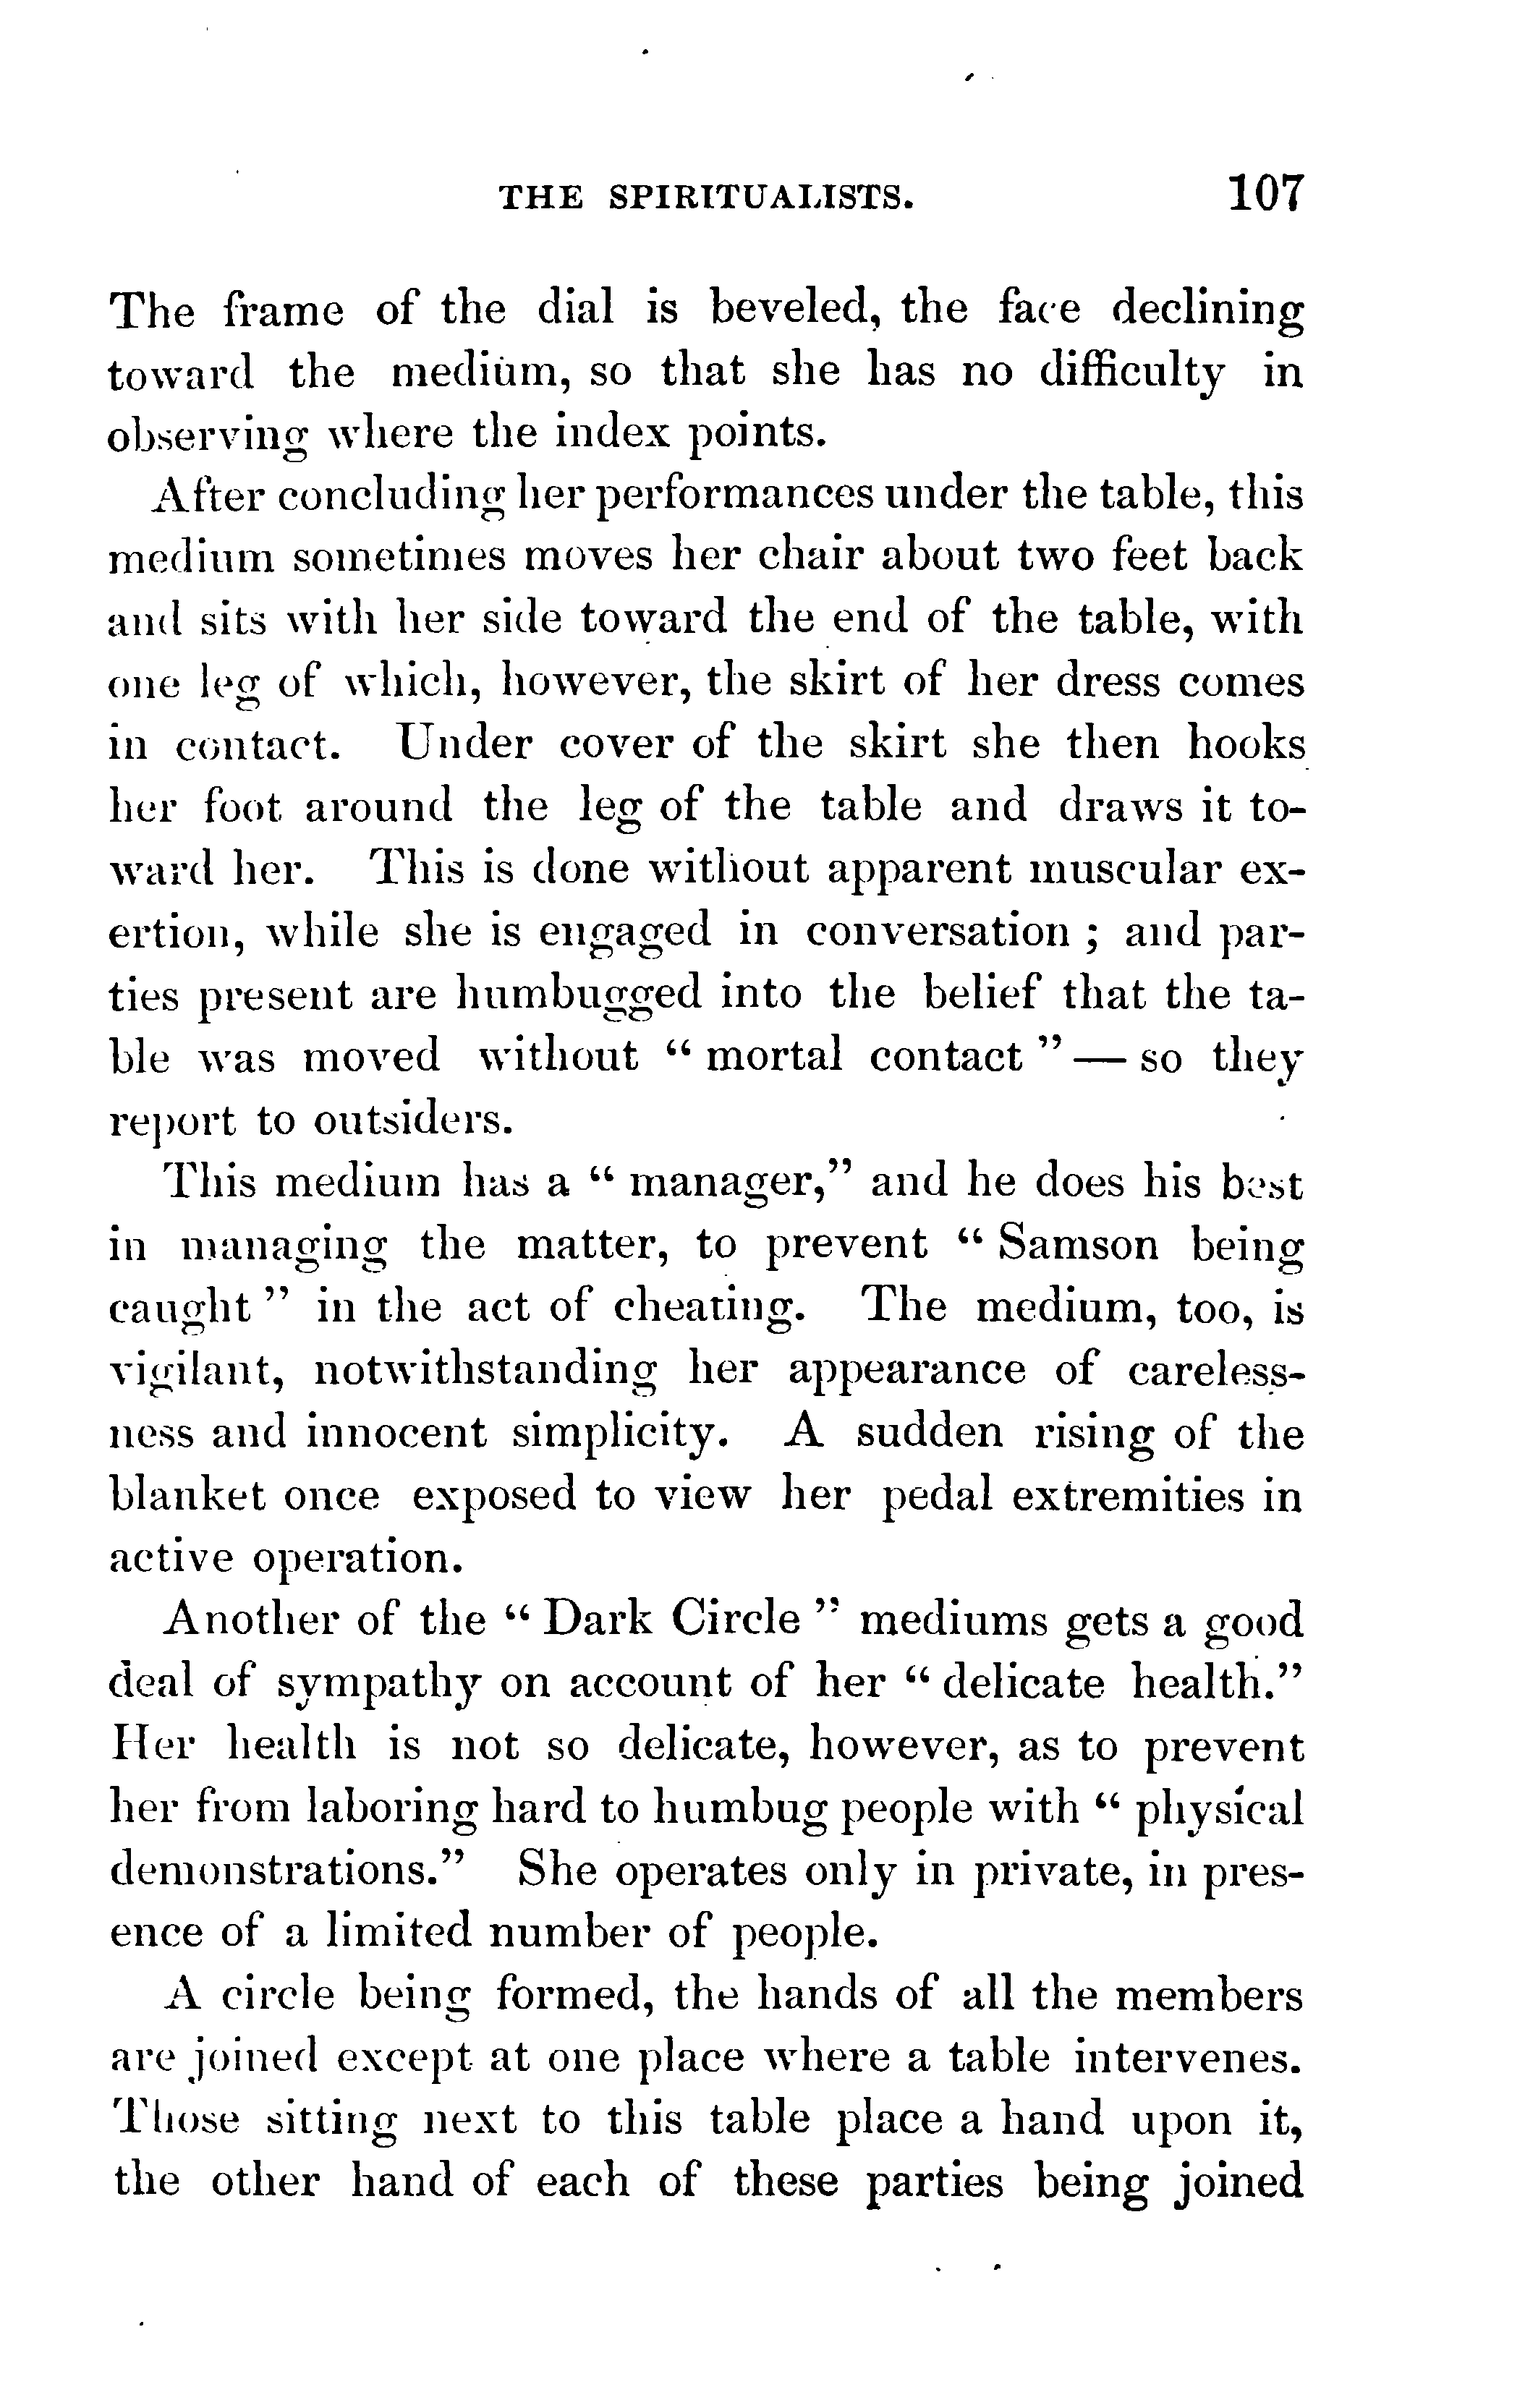 THE SPIRITUALISTS. 107
The frame of the dial is beveled, the face declining
toward the medium, so that she has no difficulty in
observing where the index points.
After concluding her performances under the table, this
medium sometimes moves her chair about two feet back
and sits with her side toward the end of the table, with
one leg of which, however, the skirt of her dress comes
in contact. Under cover of the skirt she then hooks
her foot around the leg of the table and draws it to-
ward her. This is done without apparent muscular ex-
ertion, while she is engaged in conversation ; and par-
ties present are humbugged into the belief that the ta-
ble was moved without “ mortal contact ” — so they
report to outsiders.
This medium has a “ manager,” and he does his best
in managing the matter, to prevent “ Samson being
caught ” in the act of cheating. The medium, too, is
vigilant, notwithstanding her appearance of careless-
ness and innocent simplicity. A sudden rising of the
blanket once exposed to view her pedal extremities in
active operation.
Another of the “ Dark Circle ” mediums gets a good
deal of sympathy on account of her “ delicate health.”
Her health is not so delicate, however, as to prevent
her from laboring hard to humbug people with “ physical
demonstrations.” She operates only in private, in pres-
ence of a limited number of people.
A circle being formed, the hands of all the members
are joined except at one place where a table intervenes.
Those sitting next to this table place a hand upon it,
the other hand of each of these parties being joined